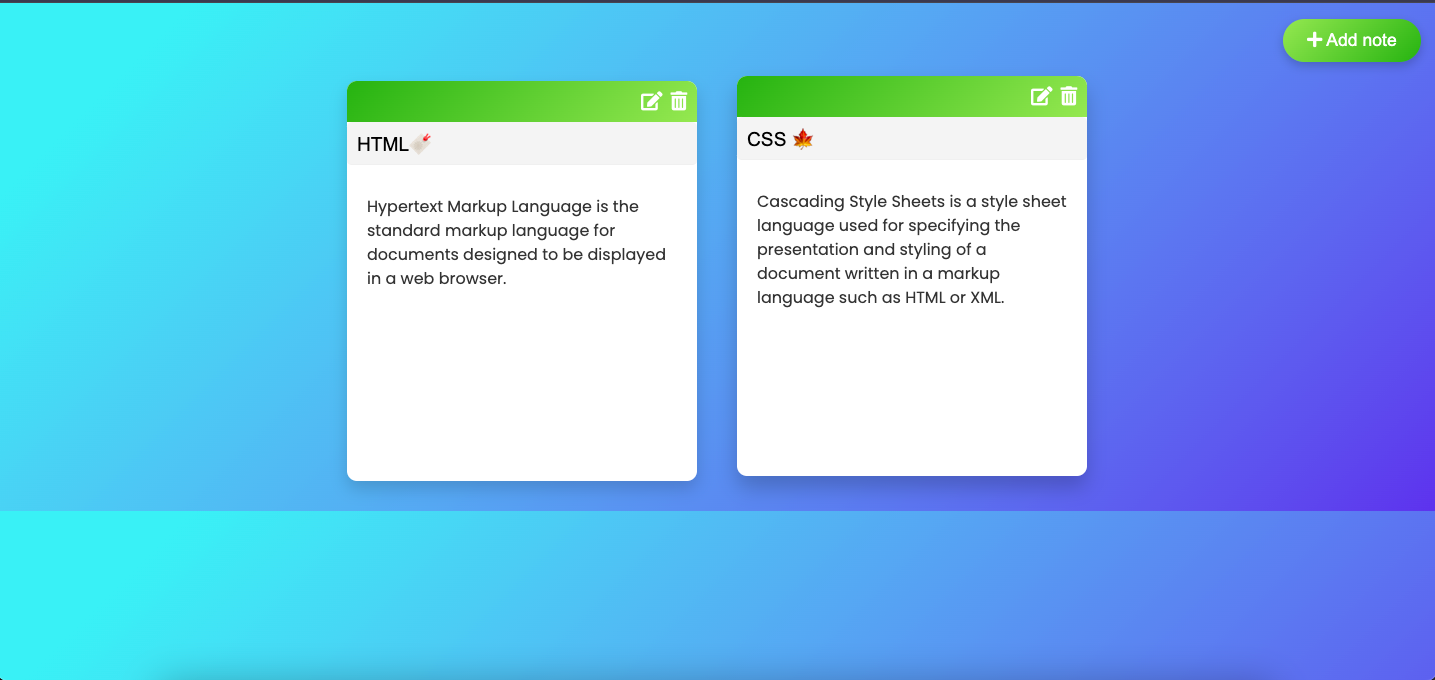 Add note
HTML🏷️
Hypertext Markup Language is the
standard markup language for
documents designed to be displayed
in a web browser.
CSS 🍁
Cascading Style Sheets is a style sheet
language used for specifying the
presentation and styling of a
document written in a markup
language such as HTML or XML.